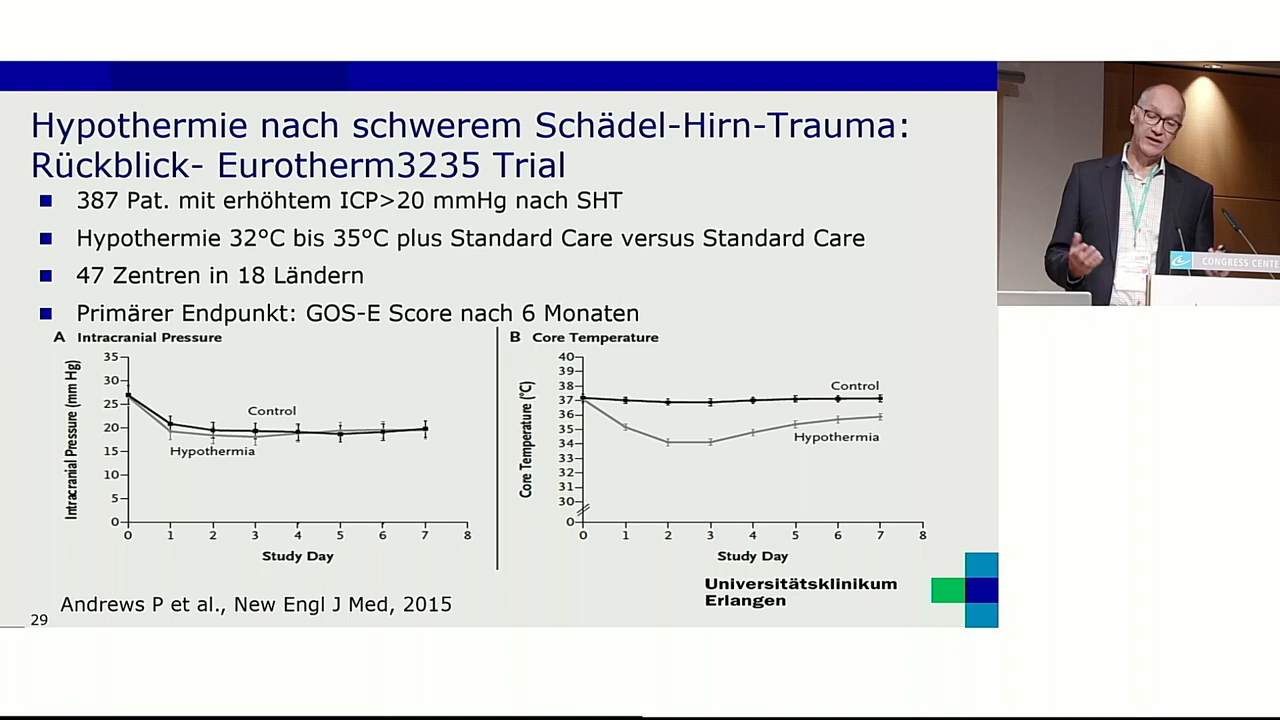 Hypothermie nach schwerem Schädel-Hirn-Trauma:
Rückblick- Eurotherm3235 Trial
387 Pat. mit erhöhtem ICP>20 mmHg nach SHT
Hypothermie 32°C bis 35°C plus Standard Care versus Standard Care
47 Zentren in 18 Ländern
Primärer Endpunkt: GOS-E Score nach 6 Monaten
A Intracranial Pressure
Intracranial Pressure (mm Hg)
35
30
25
20
15
10
5
0
Control
Hypothermia
0 1 2 3 4 5 6 7 8
Study Day
B Core Temperature
Core Temperature (°C)
40
39
38
37
36
35
34
33
32
31
30
0
Control
Hypothermia
0 1 2 3 4 5 6 7 8
Study Day
Andrews P et al., New Engl J Med, 2015
Universitätsklinikum
Erlangen
29
CONGRESS CENTE